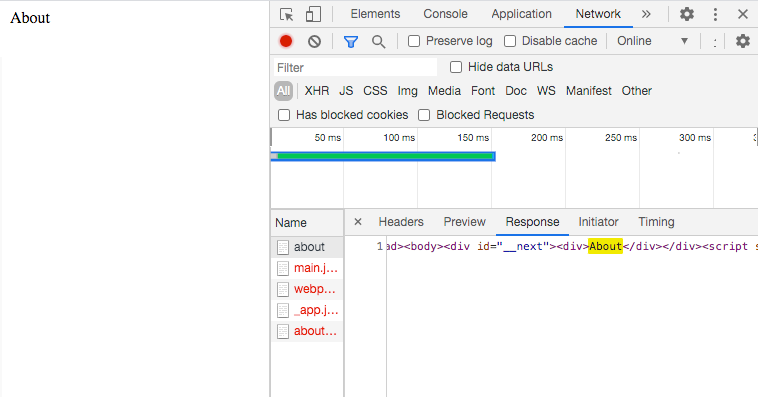 About
Elements Console Application Network
Preserve log Disable cache Online
Filter Hide data URLs
All XHR JS CSS Img Media Font Doc WS Manifest Other
Has blocked cookies Blocked Requests
50 ms 100 ms 150 ms 200 ms 250 ms 300 ms
Name Headers Preview Response Initiator Timing
about
1 ad><body><div id="__next"><div>About</div></div><script s
main.j…
webp…
_app.j…
about…